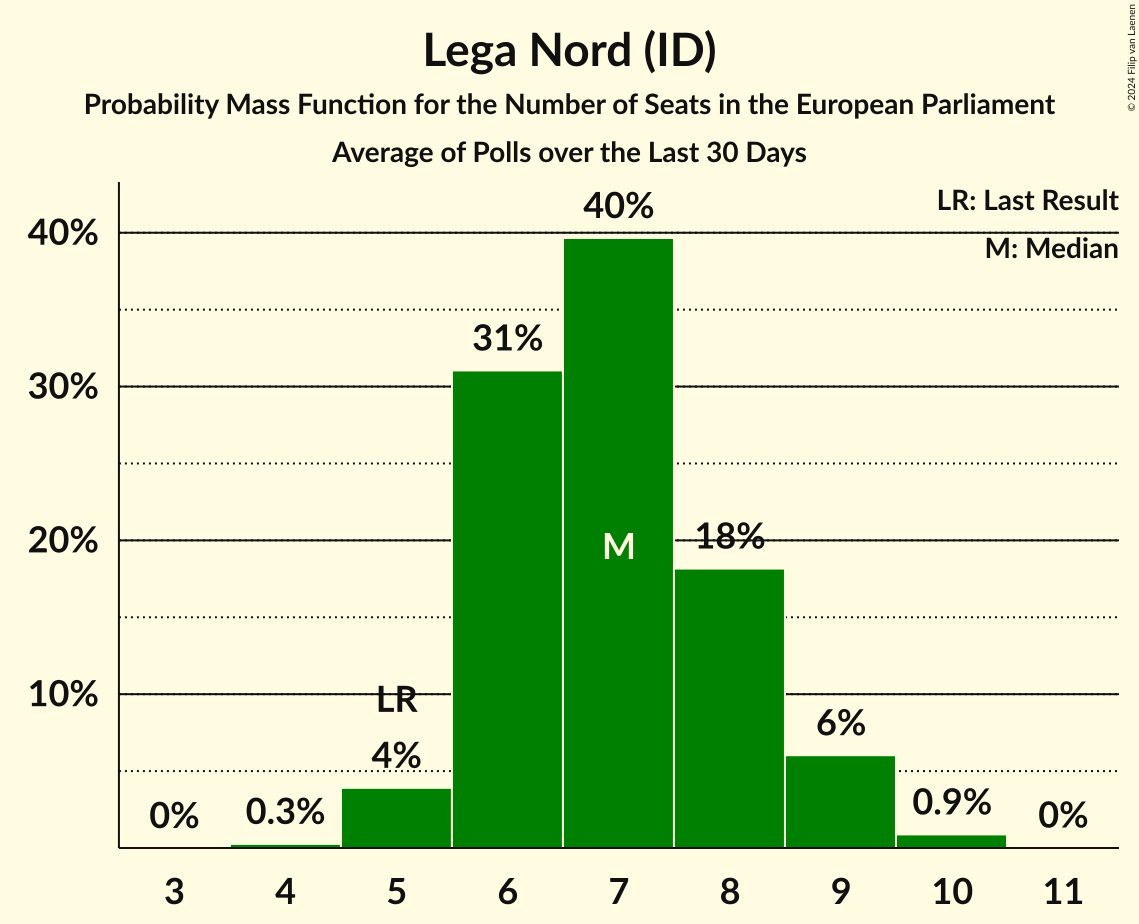 Lega Nord (ID)
Probability Mass Function for the Number of Seats in the European Parliament
Average of Polls over the Last 30 Days
© 2024 Filip van Laenen
LR: Last Result
M: Median
40%
30%
20%
10%
0%
0.3%
LR
4%
31%
40%
M
18%
6%
0.9%
0%
3 4 5 6 7 8 9 10 11